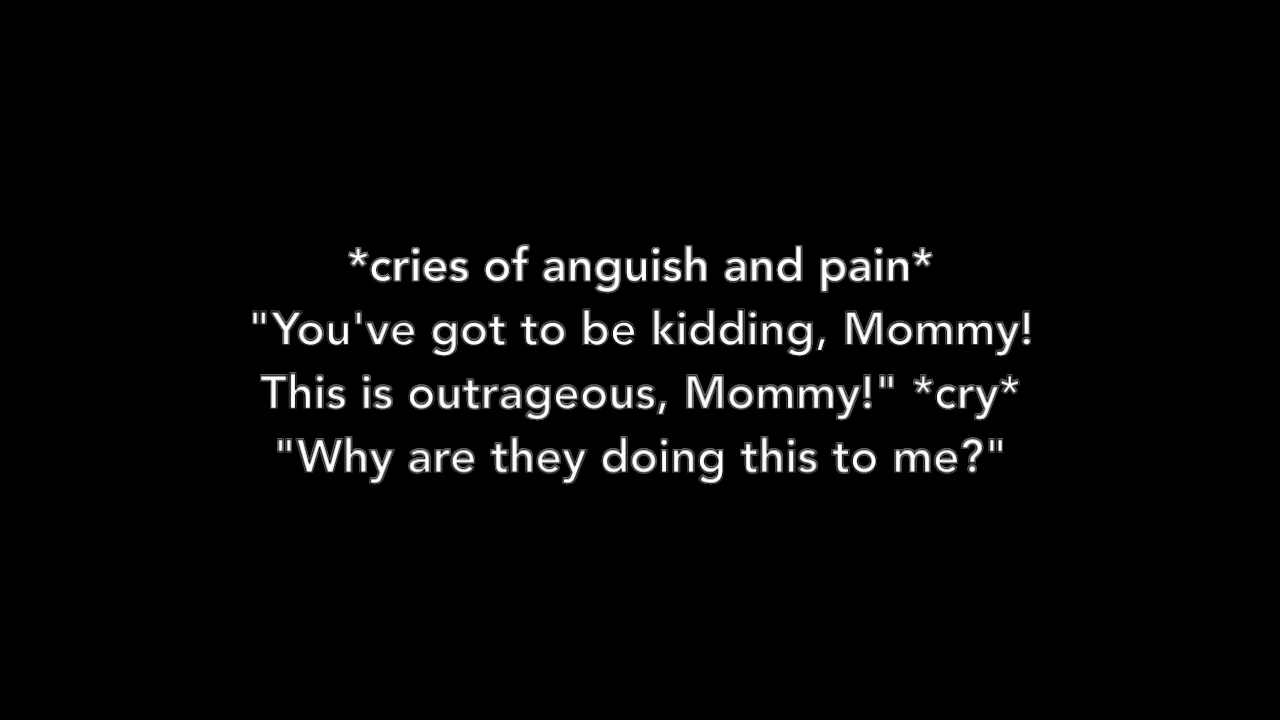 *cries of anguish and pain*
"You've got to be kidding, Mommy!
This is outrageous, Mommy!" *cry*
"Why are they doing this to me?"